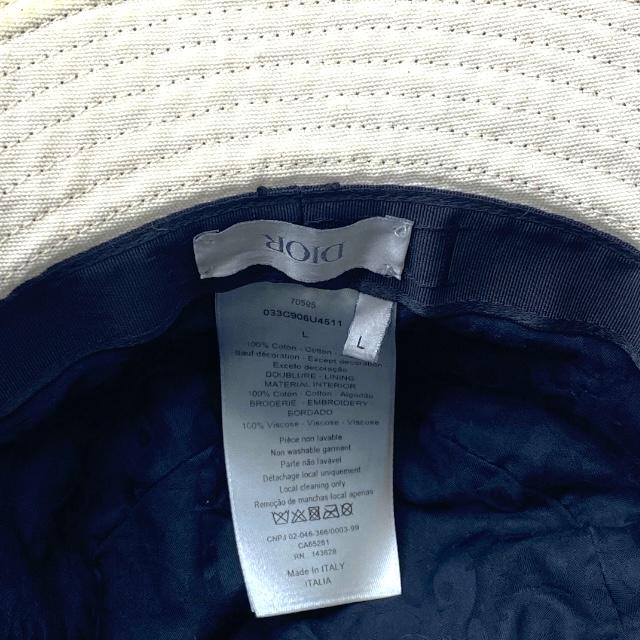 DIOR
70595
033C906U4511
L
L
100% Coton - Cotton -
Sauf décoration - Except decoration
Exceto decoração
DOUBLURE - LINING
MATERIAL INTERIOR
100% Coton - Cotton - Algodão
BRODERIE - EMBROIDERY
BORDADO
100% Viscose - Viscose - Viscose
Pièce non lavable
Non washable garment
Parte não lavável
Détachage local uniquement
Local cleaning only
Remoção de manchas local apenas
CNPJ 02-046-366/0003-99
CA65261
RN. 143628
Made in ITALY
ITALIA